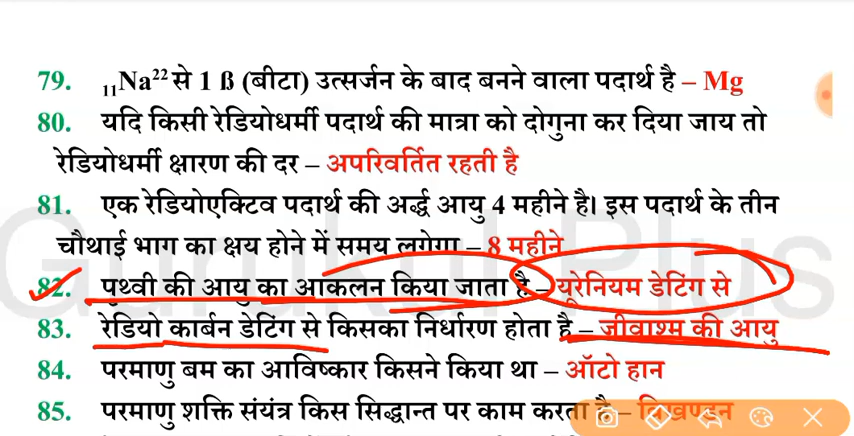 79. ₁₁Na²² से 1 ß (बीटा) उत्सर्जन के बाद बनने वाला पदार्थ है – Mg
80. यदि किसी रेडियोधर्मी पदार्थ की मात्रा को दोगुना कर दिया जाय तो
रेडियोधर्मी क्षारण की दर – अपरिवर्तित रहती है
81. एक रेडियोएक्टिव पदार्थ की अर्द्ध आयु 4 महीने है। इस पदार्थ के तीन
चौथाई भाग का क्षय होने में समय लगेगा – 8 महीने
82. पृथ्वी की आयु का आकलन किया जाता है – यूरेनियम डेटिंग से
83. रेडियो कार्बन डेटिंग से किसका निर्धारण होता है – जीवाश्म की आयु
84. परमाणु बम का आविष्कार किसने किया था – ऑटो हान
85. परमाणु शक्ति संयंत्र किस सिद्धान्त पर काम करता है – विखण्डन